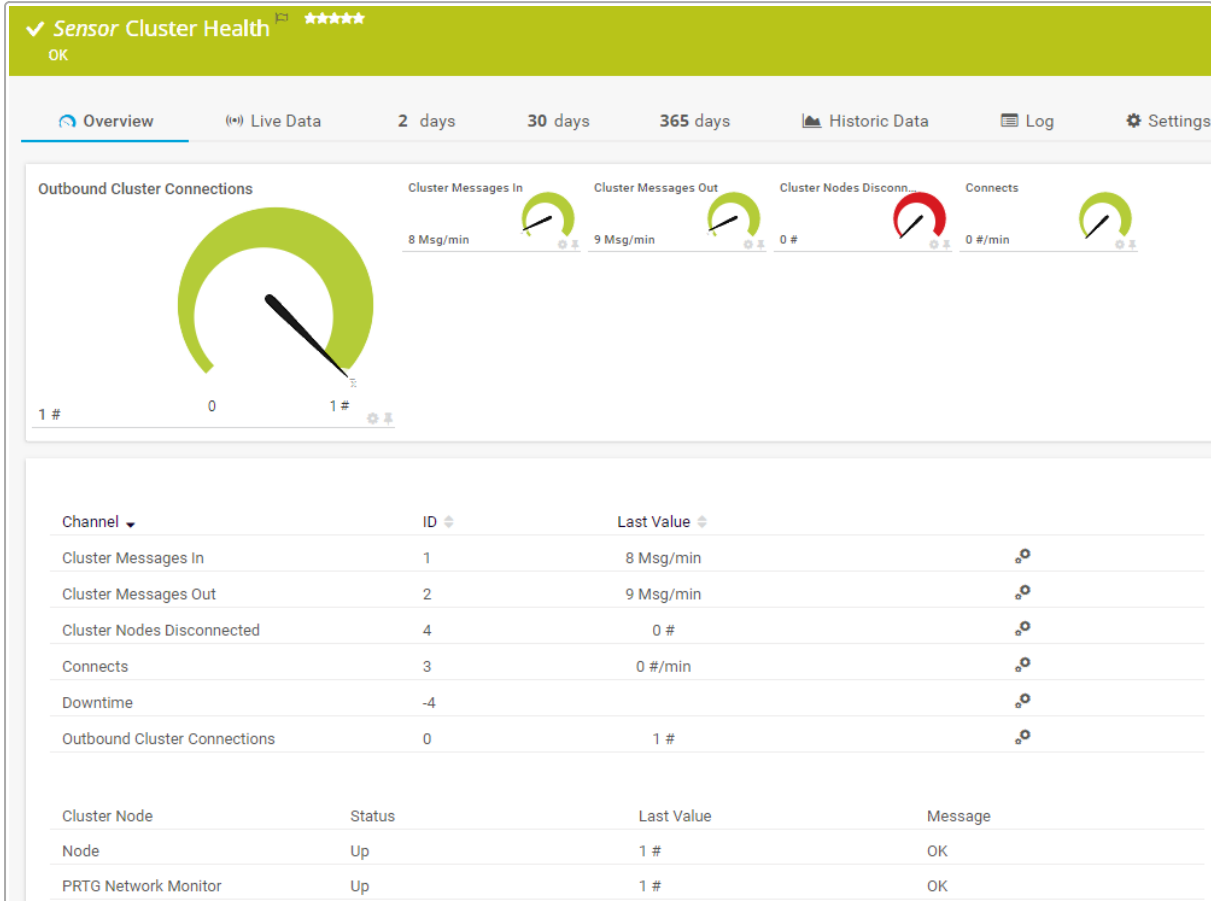 Sensor Cluster Health
OK
Overview Live Data 2 days 30 days 365 days Historic Data Log Settings
Outbound Cluster Connections
1 #
0
1 #
Cluster Messages In
8 Msg/min
Cluster Messages Out
9 Msg/min
Cluster Nodes Disconn...
0 #
Connects
0 #/min
Channel ID Last Value
Cluster Messages In 1 8 Msg/min
Cluster Messages Out 2 9 Msg/min
Cluster Nodes Disconnected 4 0 #
Connects 3 0 #/min
Downtime -4
Outbound Cluster Connections 0 1 #
Cluster Node Status Last Value Message
Node Up 1 # OK
PRTG Network Monitor Up 1 # OK